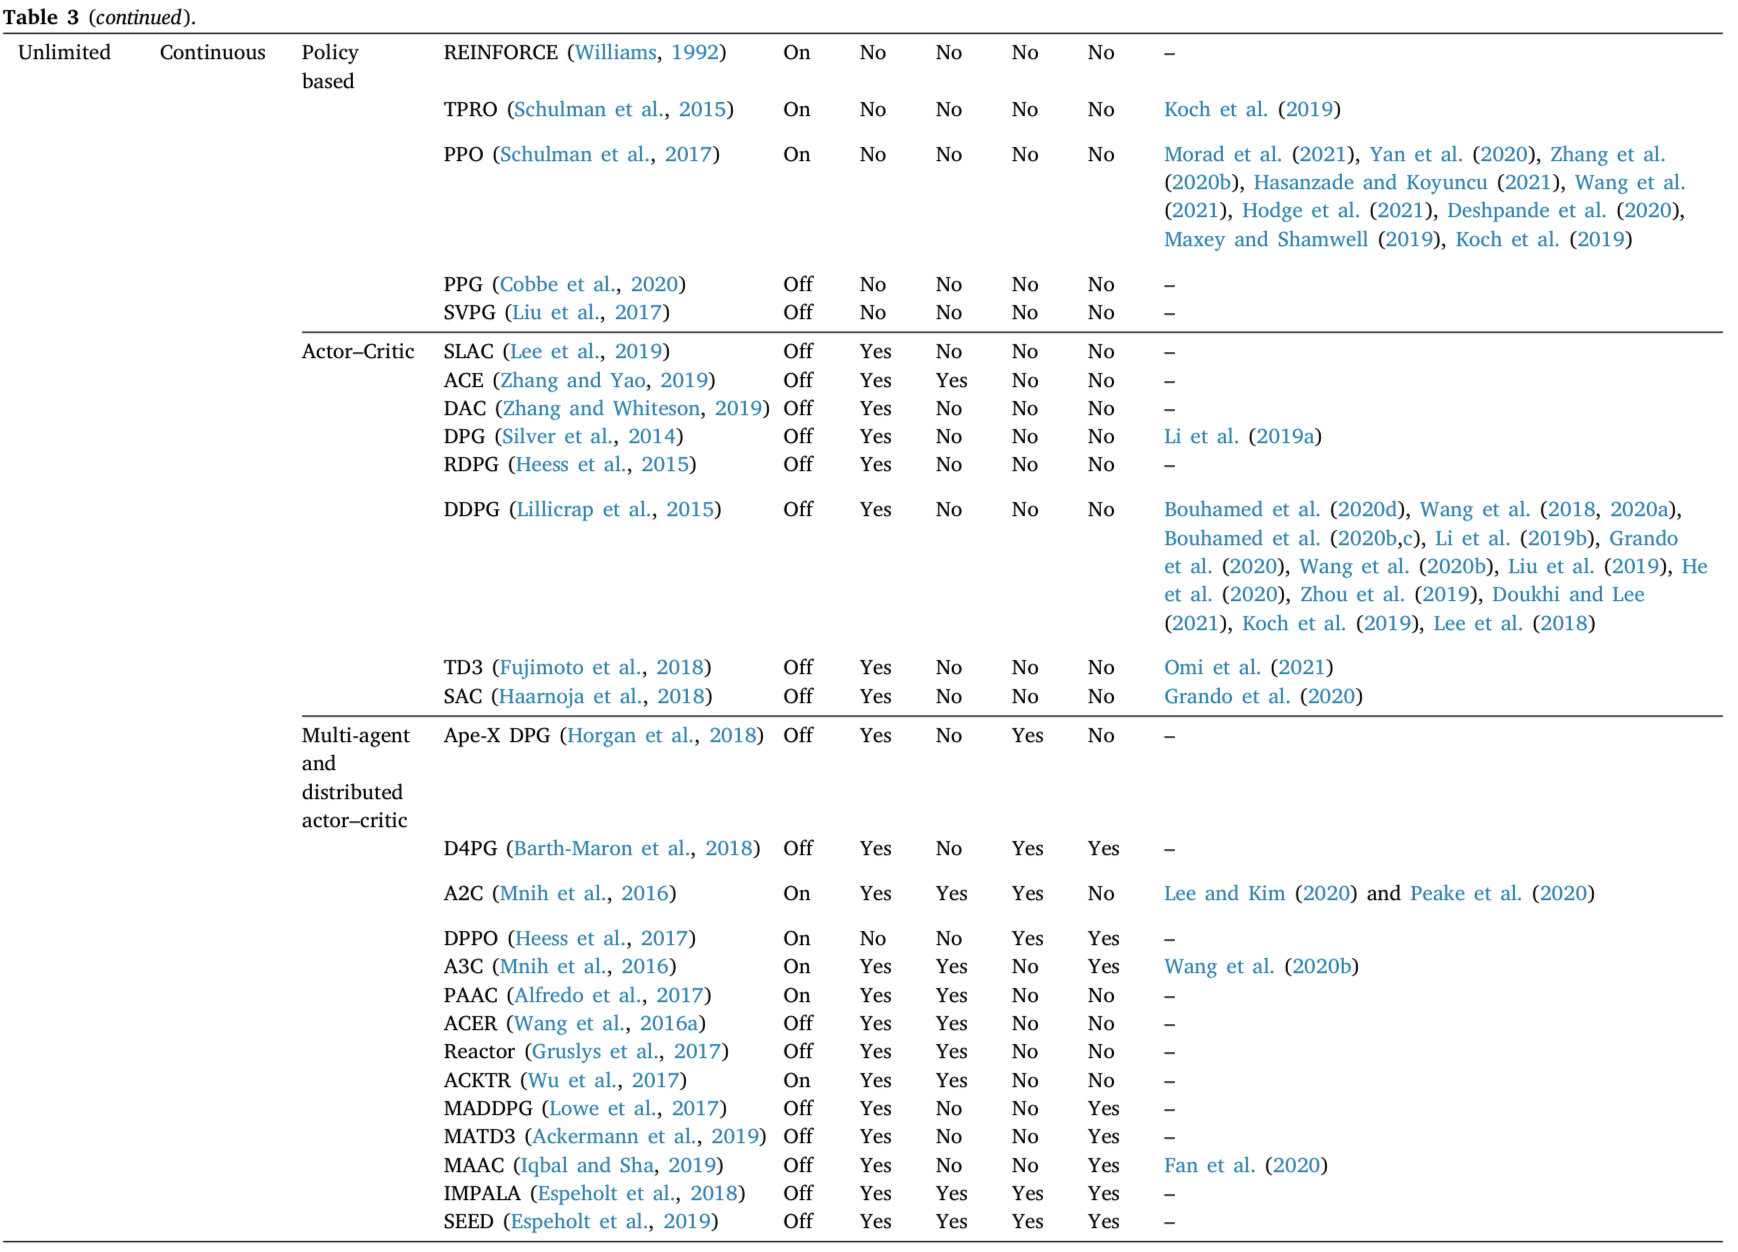 Table 3 (continued).
Unlimited Continuous Policy REINFORCE (Williams, 1992) On No No No No –
based
TPRO (Schulman et al., 2015) On No No No No Koch et al. (2019)
PPO (Schulman et al., 2017) On No No No No Morad et al. (2021), Yan et al. (2020), Zhang et al.
(2020b), Hasanzade and Koyuncu (2021), Wang et al.
(2021), Hodge et al. (2021), Deshpande et al. (2020),
Maxey and Shamwell (2019), Koch et al. (2019)
PPG (Cobbe et al., 2020) Off No No No No –
SVPG (Liu et al., 2017) Off No No No No –
Actor–Critic SLAC (Lee et al., 2019) Off Yes No No No –
ACE (Zhang and Yao, 2019) Off Yes Yes No No –
DAC (Zhang and Whiteson, 2019) Off Yes No No No –
DPG (Silver et al., 2014) Off Yes No No No Li et al. (2019a)
RDPG (Heess et al., 2015) Off Yes No No No –
DDPG (Lillicrap et al., 2015) Off Yes No No No Bouhamed et al. (2020d), Wang et al. (2018, 2020a),
Bouhamed et al. (2020b,c), Li et al. (2019b), Grando
et al. (2020), Wang et al. (2020b), Liu et al. (2019), He
et al. (2020), Zhou et al. (2019), Doukhi and Lee
(2021), Koch et al. (2019), Lee et al. (2018)
TD3 (Fujimoto et al., 2018) Off Yes No No No Omi et al. (2021)
SAC (Haarnoja et al., 2018) Off Yes No No No Grando et al. (2020)
Multi-agent Ape-X DPG (Horgan et al., 2018) Off Yes No Yes No –
and
distributed
actor–critic
D4PG (Barth-Maron et al., 2018) Off Yes No Yes Yes –
A2C (Mnih et al., 2016) On Yes Yes Yes No Lee and Kim (2020) and Peake et al. (2020)
DPPO (Heess et al., 2017) On No No Yes Yes –
A3C (Mnih et al., 2016) On Yes Yes No Yes Wang et al. (2020b)
PAAC (Alfredo et al., 2017) On Yes Yes No No –
ACER (Wang et al., 2016a) Off Yes Yes No No –
Reactor (Gruslys et al., 2017) Off Yes Yes No No –
ACKTR (Wu et al., 2017) On Yes Yes No No –
MADDPG (Lowe et al., 2017) Off Yes No No Yes –
MATD3 (Ackermann et al., 2019) Off Yes No No Yes –
MAAC (Iqbal and Sha, 2019) Off Yes No No Yes Fan et al. (2020)
IMPALA (Espeholt et al., 2018) Off Yes Yes Yes Yes –
SEED (Espeholt et al., 2019) Off Yes Yes Yes Yes –